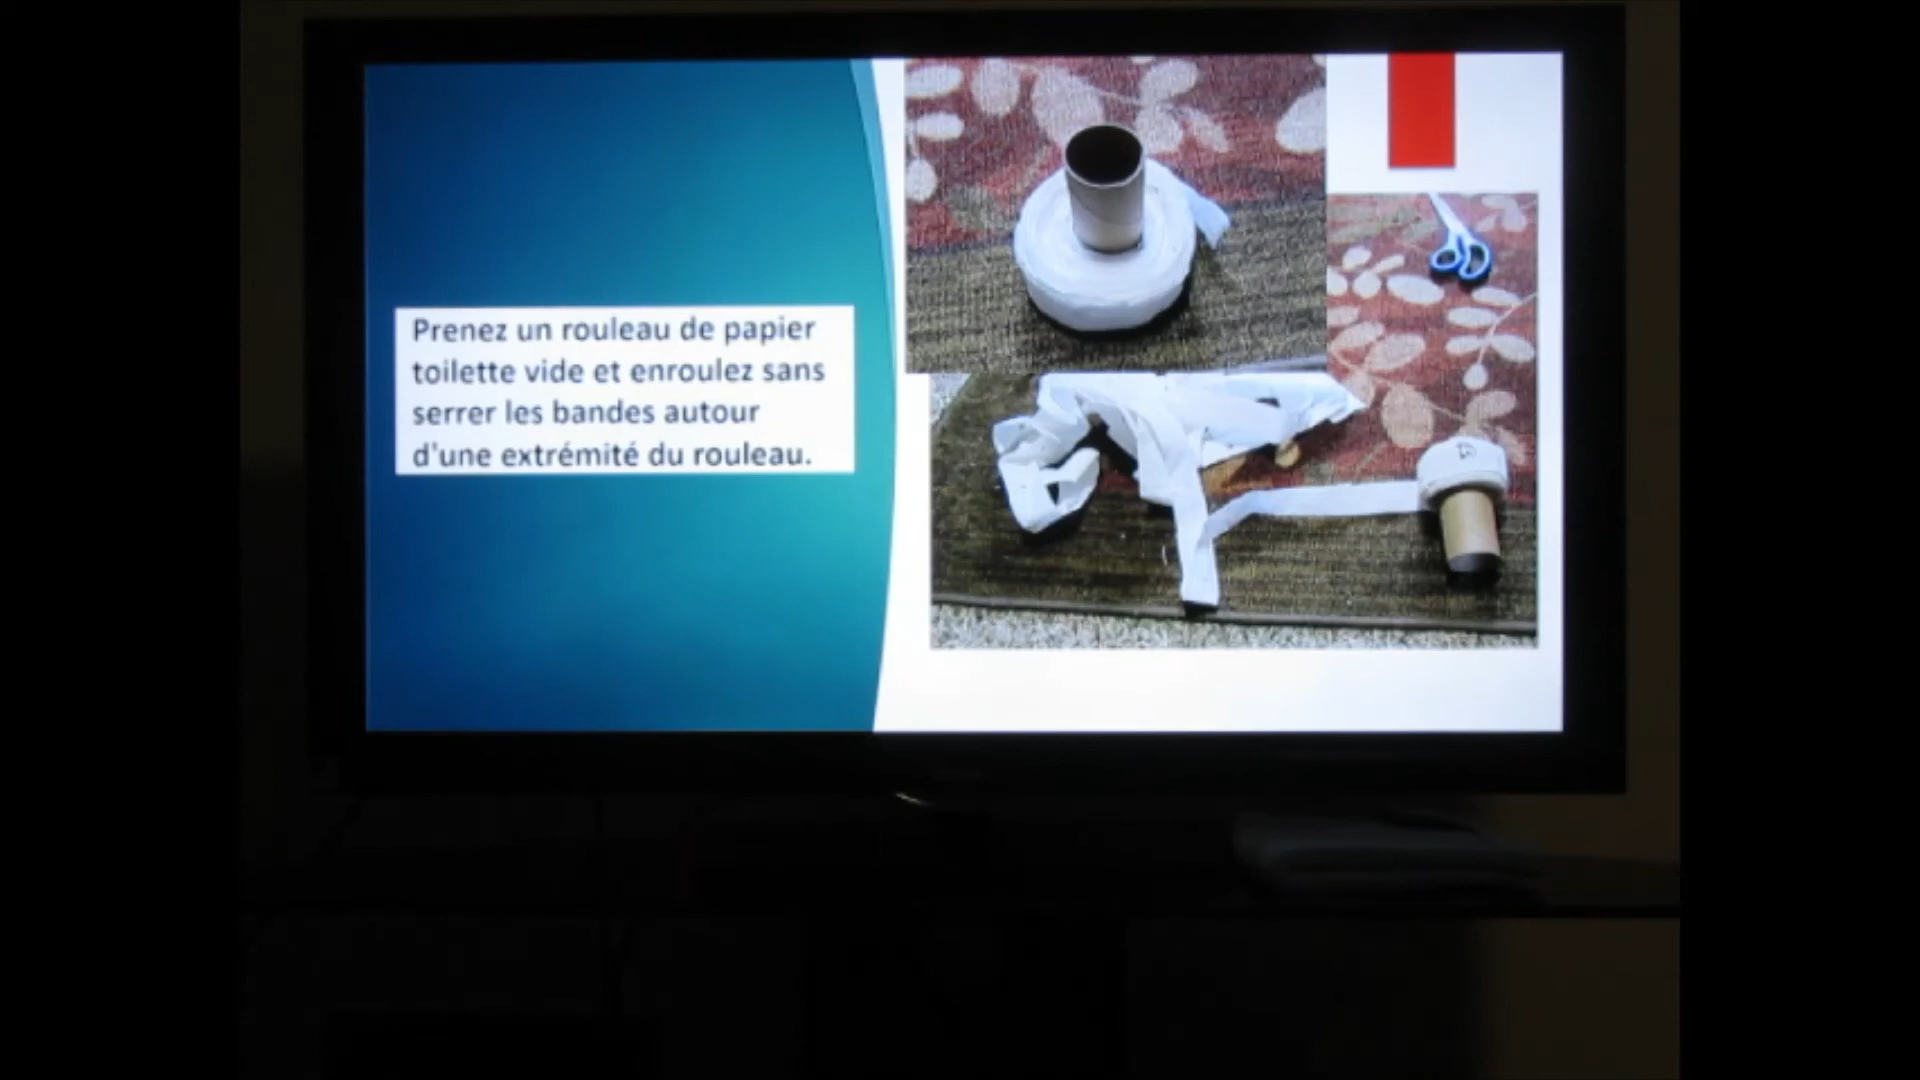 Prenez un rouleau de papier
toilette vide et enroulez sans
serrer les bandes autour
d'une extrémité du rouleau.